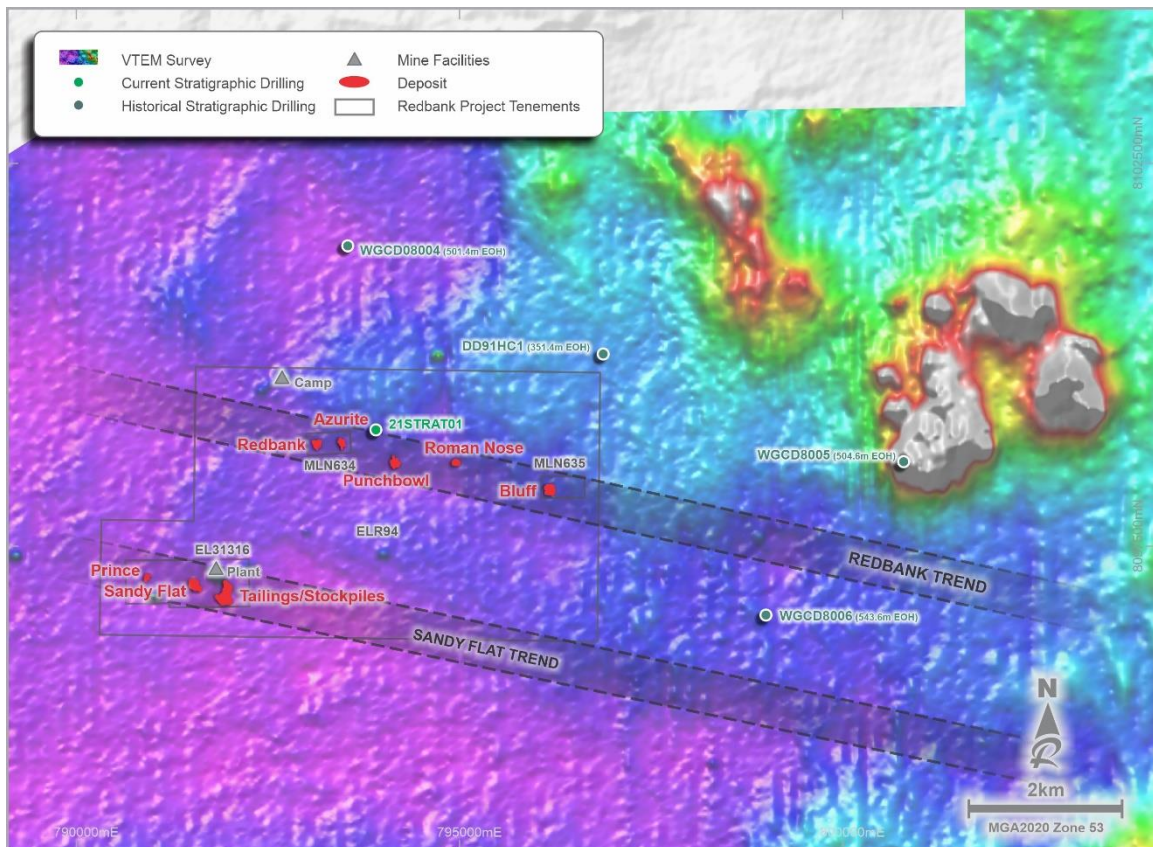 VTEM Survey
Current Stratigraphic Drilling
Historical Stratigraphic Drilling
Mine Facilities
Deposit
Redbank Project Tenements
8102500mN
WGCD08004 (501.4m EOH)
DD91HC1 (351.4m EOH)
Camp
Azurite
21STRAT01
Redbank
Roman Nose
MLN634
MLN635
WGCD8005 (504.6m EOH)
Punchbowl
Bluff
ELR94
EL31316
REDBANK TREND
Prince
Plant
Sandy Flat
Tailings/Stockpiles
WGCD8006 (543.6m EOH)
SANDY FLAT TREND
N
R
2km
790000mE
795000mE
MGA2020 Zone 53